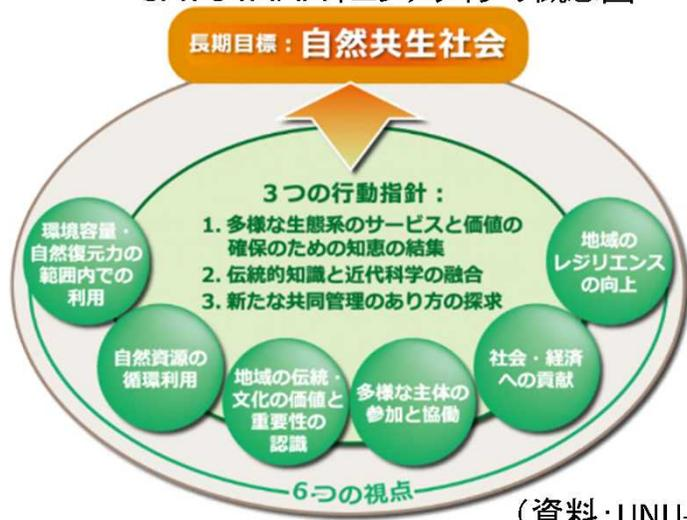 長期目標：自然共生社会
3つの行動指針：
1. 多様な生態系のサービスと価値の
確保のための知恵の結集
2. 伝統的知識と近代科学の融合
3. 新たな共同管理のあり方の探求
環境容量・
自然復元力の
範囲内での
利用
自然資源の
循環利用
地域の伝統・
文化の価値と
重要性の
認識
多様な主体の
参加と協働
社会・経済
への貢献
地域の
レジリエンス
の向上
6つの視点
（資料：UNU-